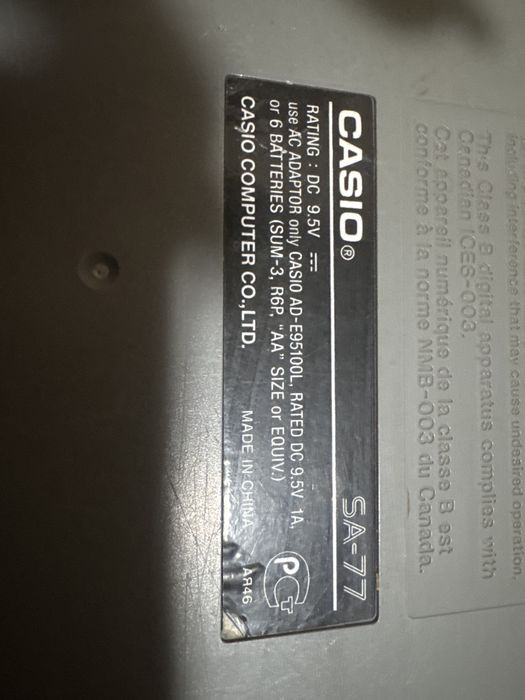 including interference that may cause undesired operation.
This Class B digital apparatus complies with
Canadian ICES-003.
Cet appareil numérique de la classe B est
conforme à la norme NMB-003 du Canada.
CASIO® SA-77
RATING : DC 9.5V ⎓
use AC ADAPTOR only CASIO AD-E95100L, RATED DC 9.5V 1A,
or 6 BATTERIES (SUM-3, R6P, "AA" SIZE or EQUIV.)
CASIO COMPUTER CO.,LTD. MADE IN CHINA A846
PCT